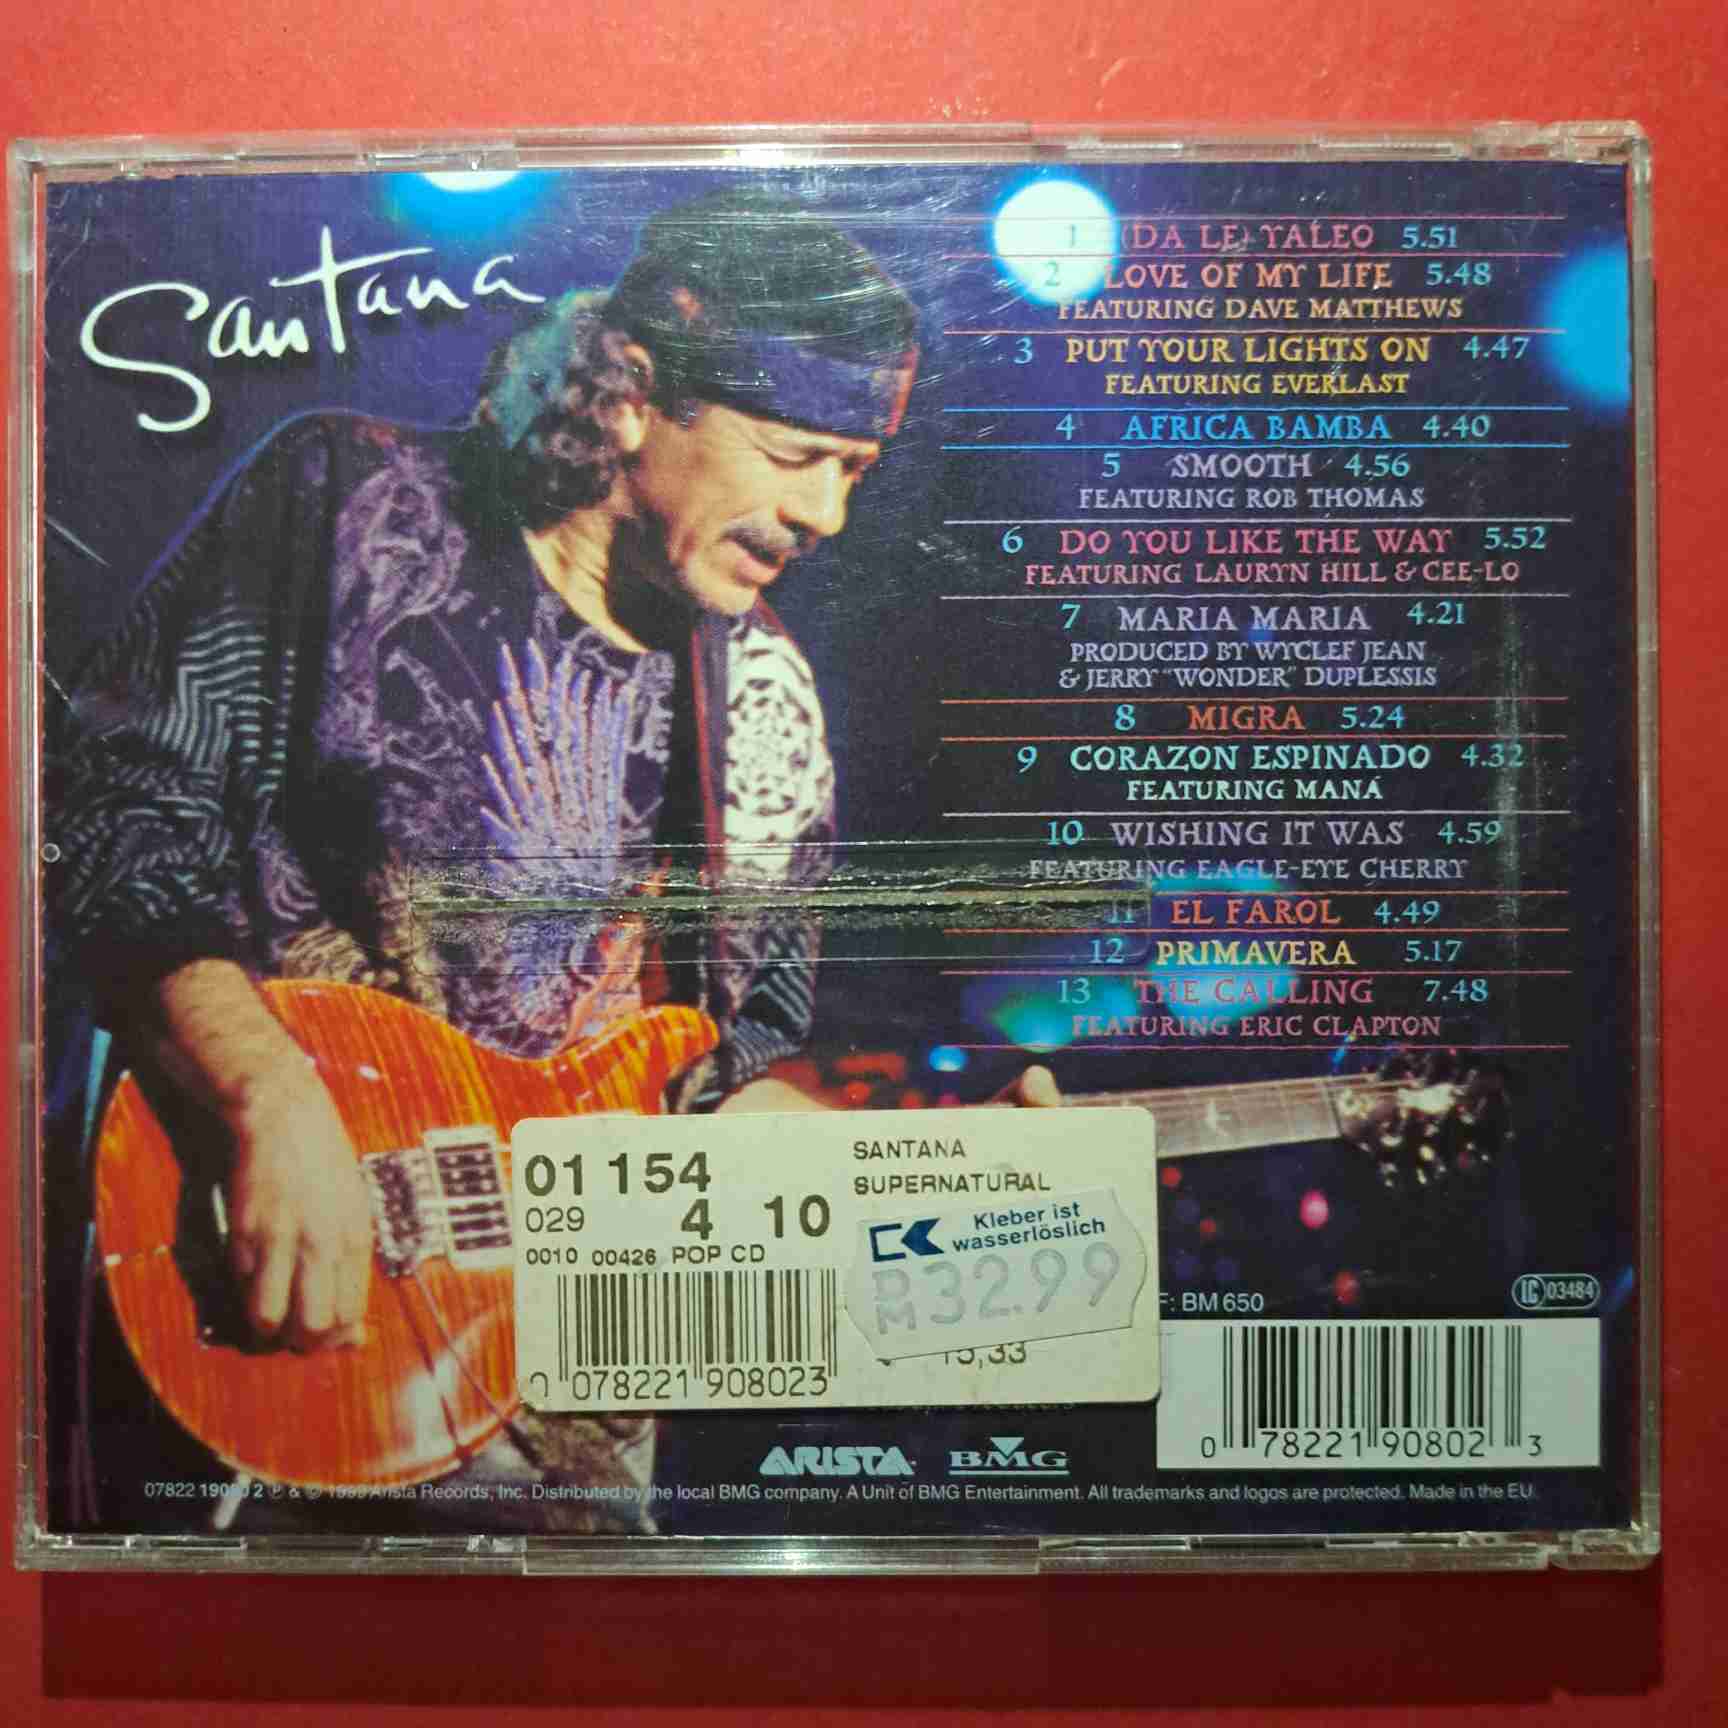 Santana
1 (DA LE) YALEO 5.51
2 LOVE OF MY LIFE 5.48
FEATURING DAVE MATTHEWS
3 PUT YOUR LIGHTS ON 4.47
FEATURING EVERLAST
4 AFRICA BAMBA 4.40
5 SMOOTH 4.56
FEATURING ROB THOMAS
6 DO YOU LIKE THE WAY 5.52
FEATURING LAURYN HILL & CEE-LO
7 MARIA MARIA 4.21
PRODUCED BY WYCLEF JEAN
& JERRY "WONDER" DUPLESSIS
8 MIGRA 5.24
9 CORAZON ESPINADO 4.32
FEATURING MANÁ
10 WISHING IT WAS 4.59
FEATURING EAGLE-EYE CHERRY
11 EL FAROL 4.49
12 PRIMAVERA 5.17
13 THE CALLING 7.48
FEATURING ERIC CLAPTON
01 154
029 4 10
0010 00426 POP CD
0 078221 908023
SANTANA
SUPERNATURAL
Kleber ist
wasserlöslich
DM 32.99
15,33
F: BM 650
LC 03484
0 78221 90802 3
ARISTA BMG
07822 19080 2 ℗ & © 1999 Arista Records, Inc. Distributed by the local BMG company. A Unit of BMG Entertainment. All trademarks and logos are protected. Made in the EU.